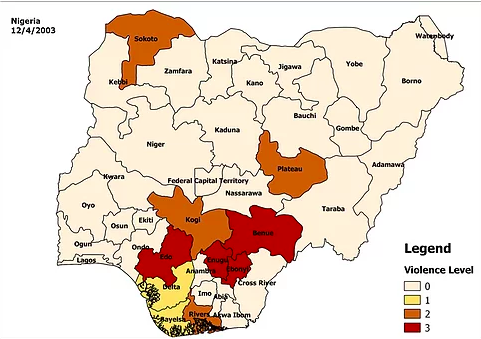 Nigeria
12/4/2003
Waterbody
Sokoto
Katsina
Jigawa
Yobe
Zamfara
Kebbi
Kano
Borno
Bauchi
Gombe
Kaduna
Niger
Adamawa
Plateau
Kwara
Federal Capital Territory
Nassarawa
Oyo
Taraba
Ekiti
Kogi
Osun
Benue
Ogun
Ondo
Edo
Lagos
Enugu
Anambra
Ebonyi
Delta
Cross River
Imo
Abia
Bayelsa
Rivers
Akwa Ibom
Legend
Violence Level
0
1
2
3